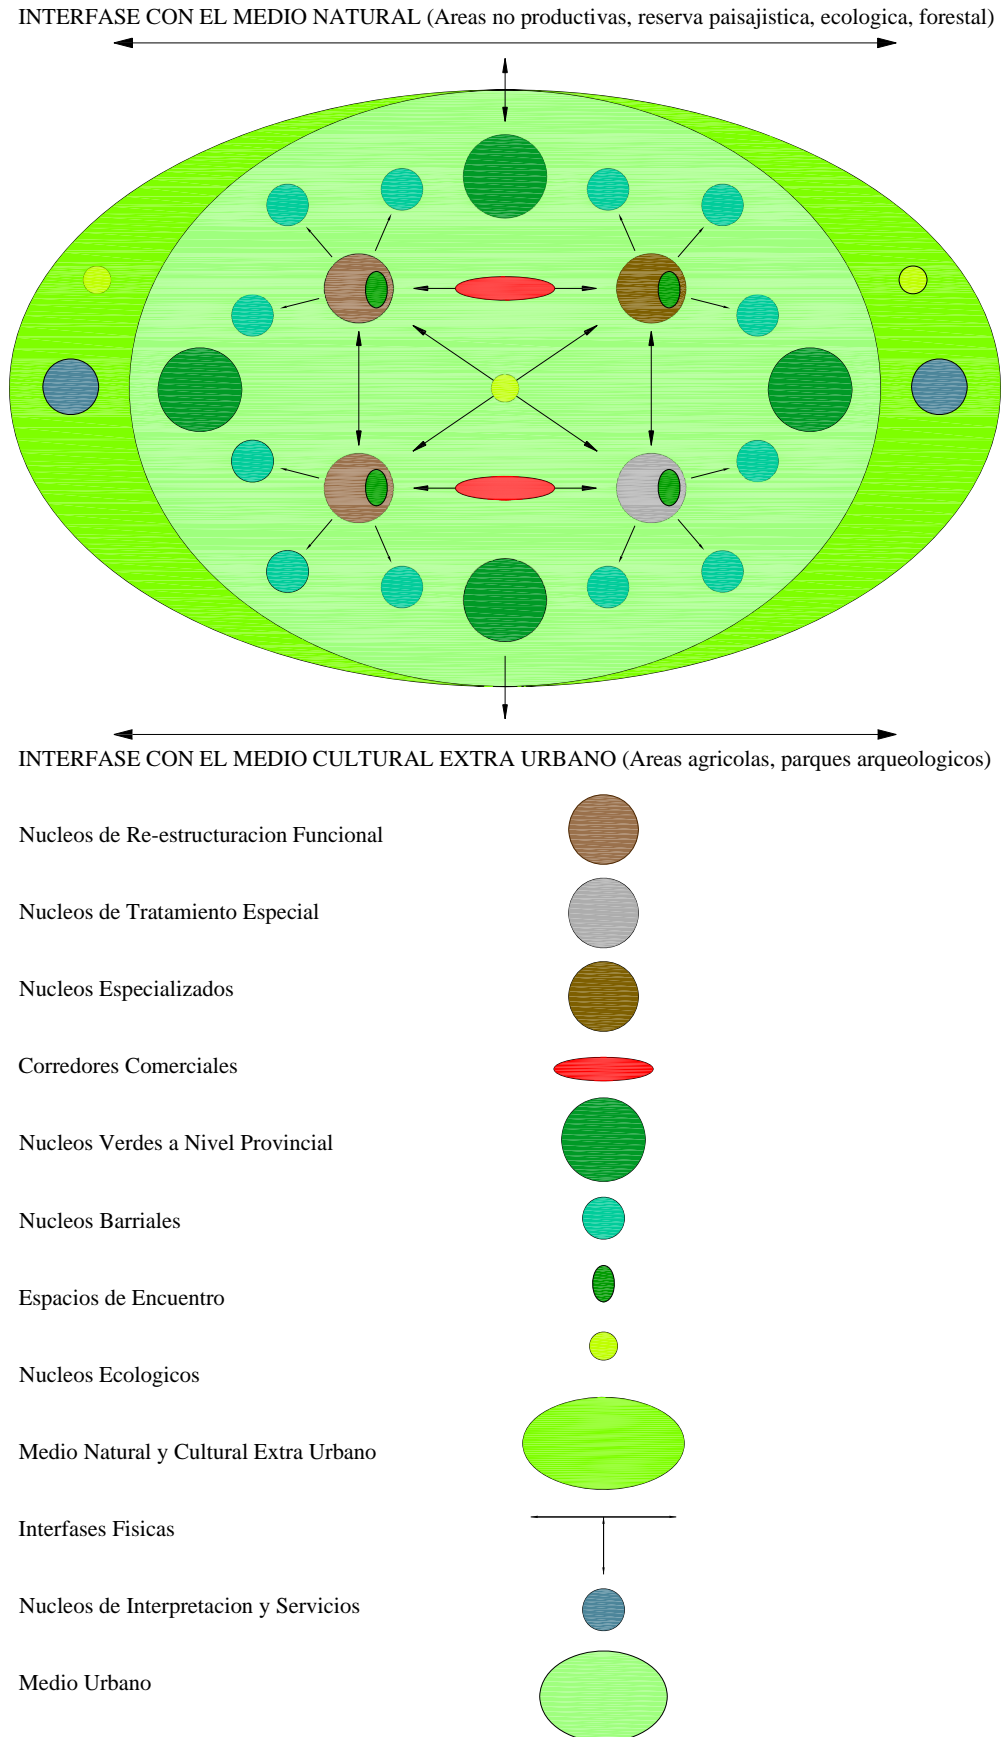 INTERFASE CON EL MEDIO NATURAL (Areas no productivas, reserva paisajistica, ecologica, forestal)
INTERFASE CON EL MEDIO CULTURAL EXTRA URBANO (Areas agricolas, parques arqueologicos)
Nucleos de Re-estructuracion Funcional
Nucleos de Tratamiento Especial
Nucleos Especializados
Corredores Comerciales
Nucleos Verdes a Nivel Provincial
Nucleos Barriales
Espacios de Encuentro
Nucleos Ecologicos
Medio Natural y Cultural Extra Urbano
Interfases Fisicas
Nucleos de Interpretacion y Servicios
Medio Urbano